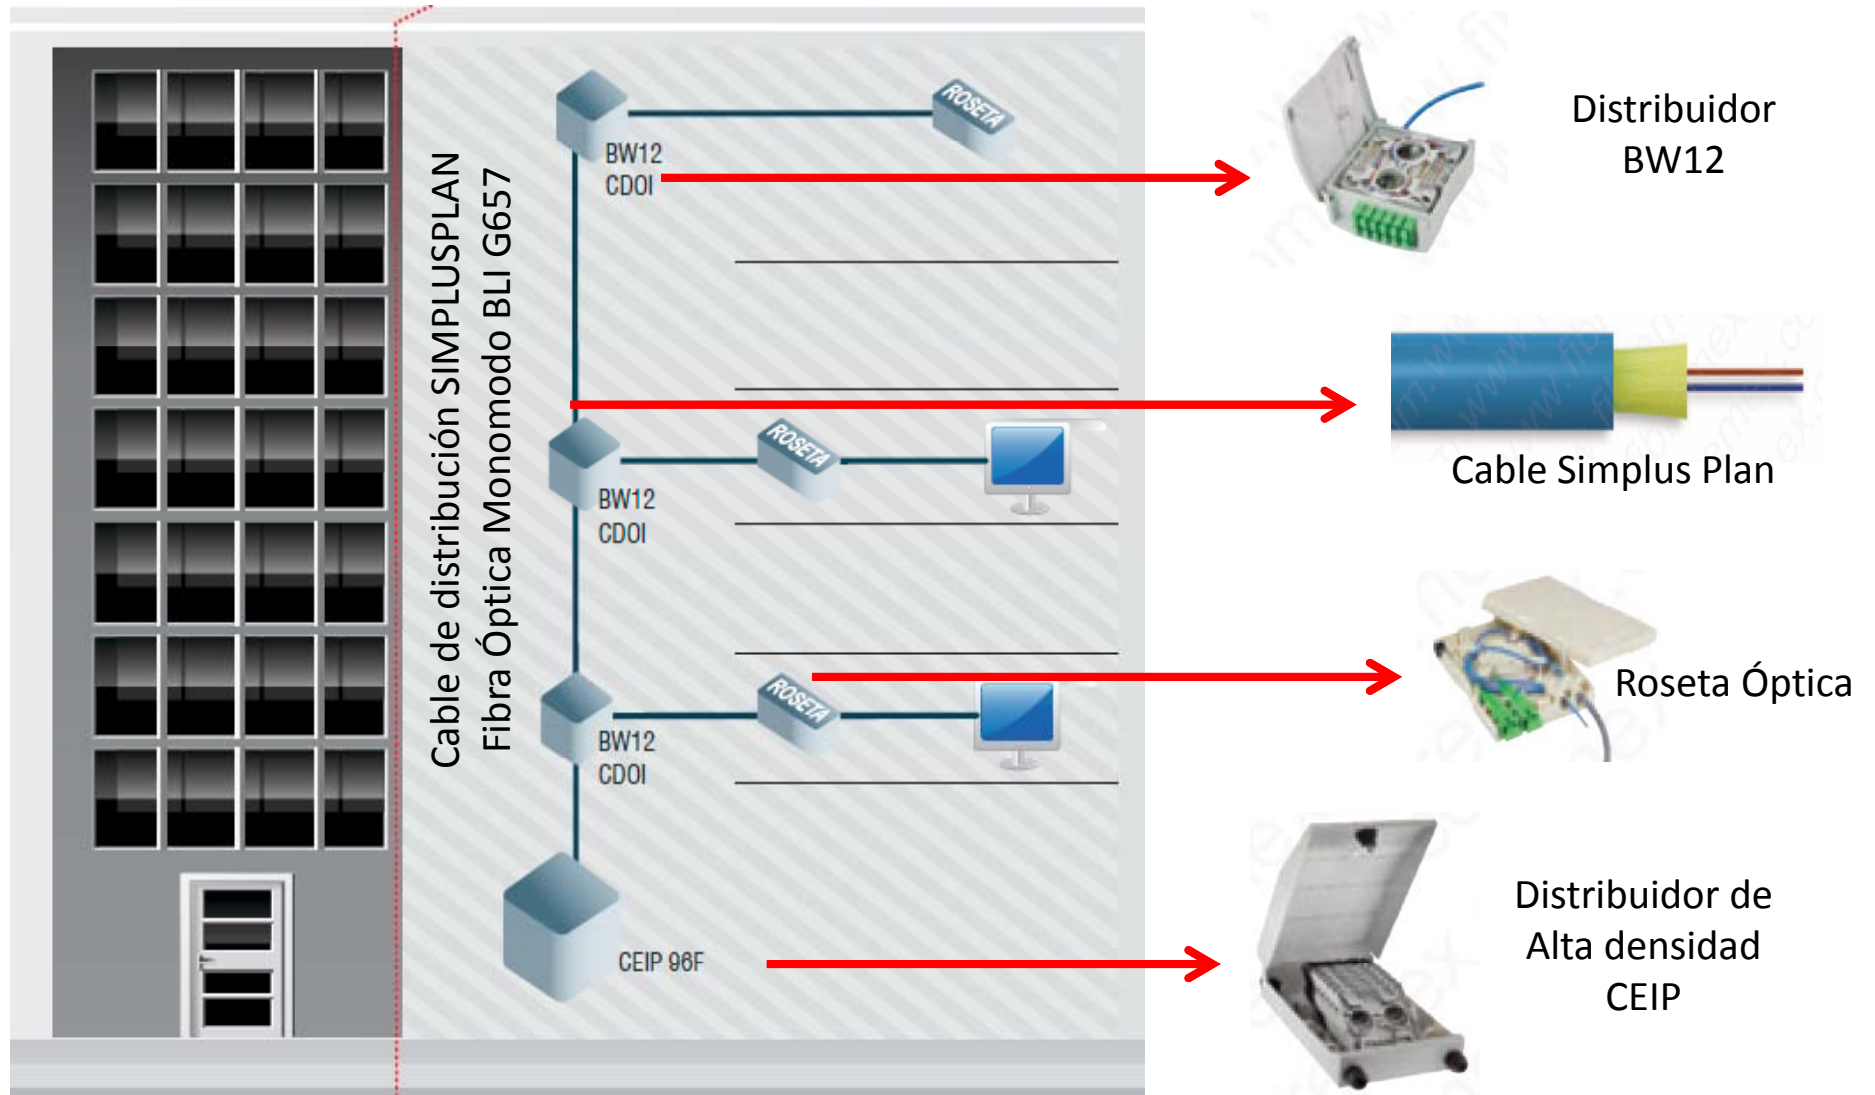 Cable de distribución SIMPLUSPLAN
Fibra Óptica Monomodo BLI G657
ROSETA
BW12
CDOI
ROSETA
BW12
CDOI
ROSETA
BW12
CDOI
CEIP 96F
Distribuidor
BW12
Cable Simplus Plan
Roseta Óptica
Distribuidor de
Alta densidad
CEIP